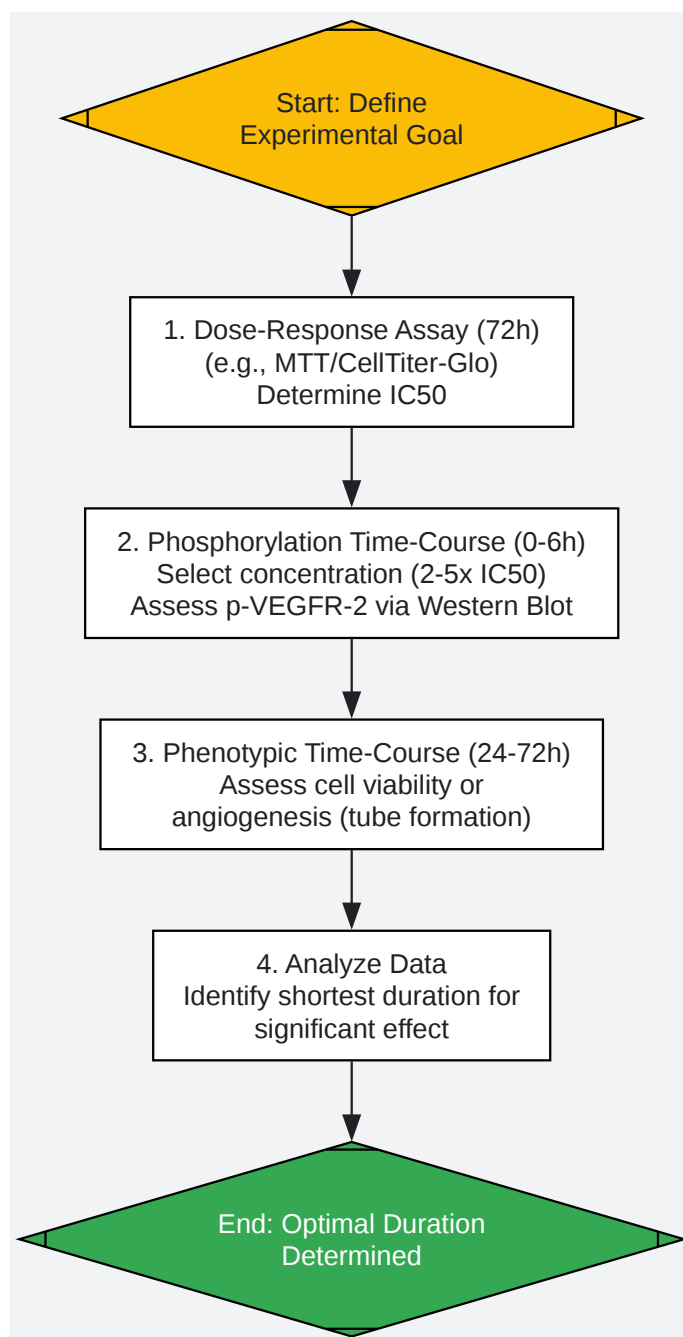 Start: Define
Experimental Goal
1. Dose-Response Assay (72h)
(e.g., MTT/CellTiter-Glo)
Determine IC50
2. Phosphorylation Time-Course (0-6h)
Select concentration (2-5x IC50)
Assess p-VEGFR-2 via Western Blot
3. Phenotypic Time-Course (24-72h)
Assess cell viability or
angiogenesis (tube formation)
4. Analyze Data
Identify shortest duration for
significant effect
End: Optimal Duration
Determined